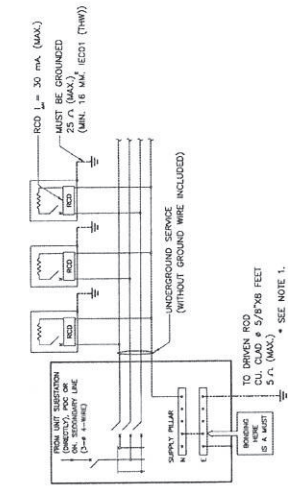 RCD I = 30 mA. (MAX.)
MUST BE GROUNDED
25 Ω (MAX.)
(MIN. 16 MM.² IEC01 (THW))
RCD
RCD
RCD
UNDERGROUND SERVICE
(WITHOUT GROUND WIRE INCLUDED)
FROM UNIT SUBSTATION
(DIRECTLY), PDC OR
OH. SECONDARY LINE
(3-ø 4-WIRE)
SUPPLY PILLAR
N
E
BONDING
HERE
IS A MUST
TO DRIVEN ROD
CU. CLAD ø 5/8"X8 FEET
5 Ω (MAX.)
* SEE NOTE 1.